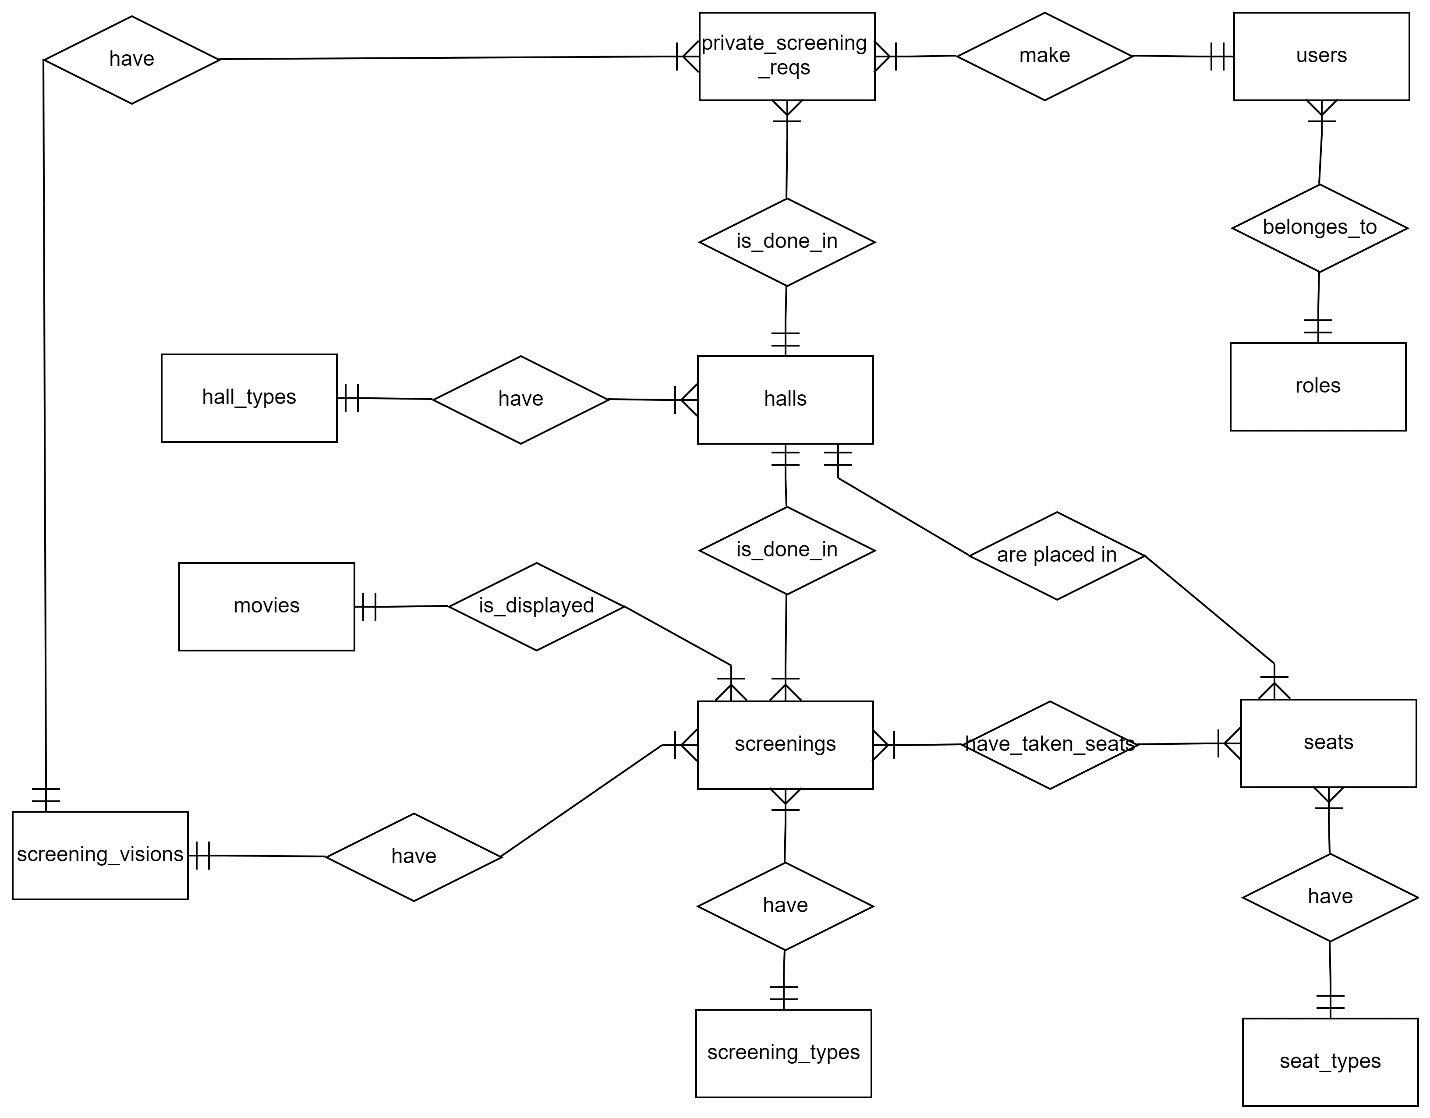 have
private_screening
_reqs
make
users
is_done_in
belonges_to
hall_types
have
halls
roles
is_done_in
are placed in
movies
is_displayed
screenings
have_taken_seats
seats
screening_visions
have
have
have
screening_types
seat_types